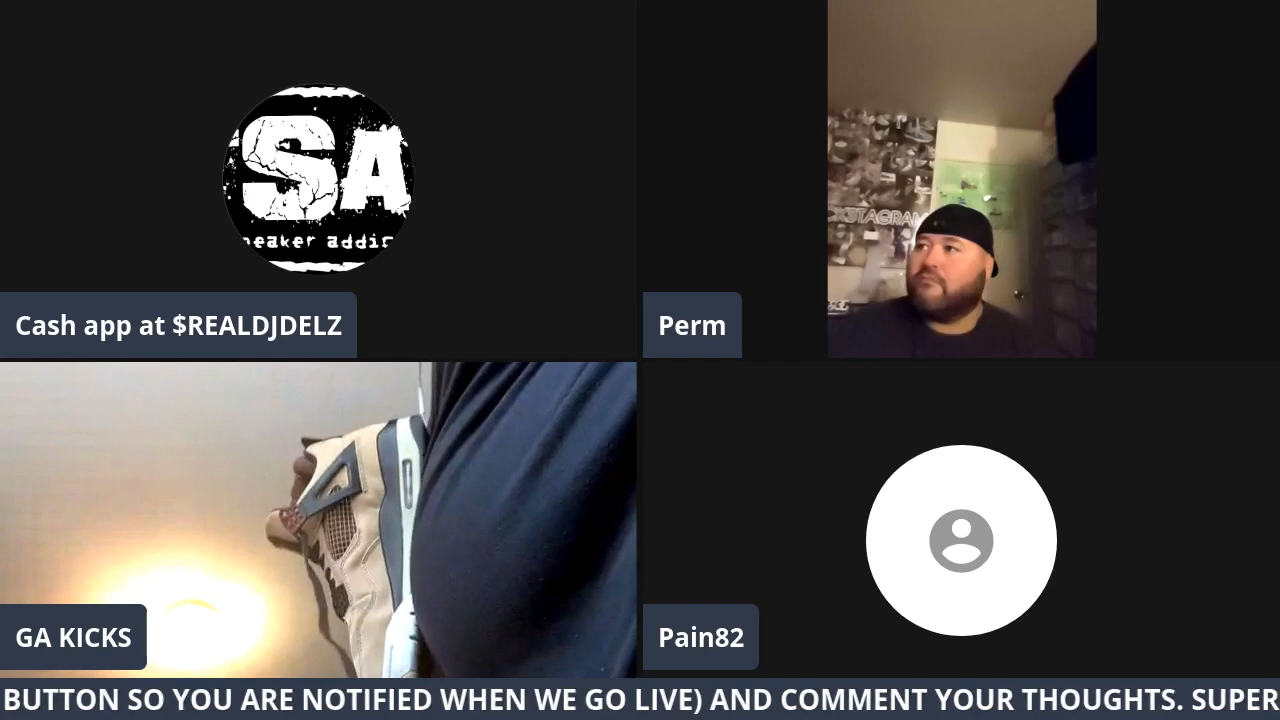 SA
neaker addic
Cash app at $REALDJDELZ
XSTAGRAM
Perm
GA KICKS
Pain82
BUTTON SO YOU ARE NOTIFIED WHEN WE GO LIVE) AND COMMENT YOUR THOUGHTS. SUPER